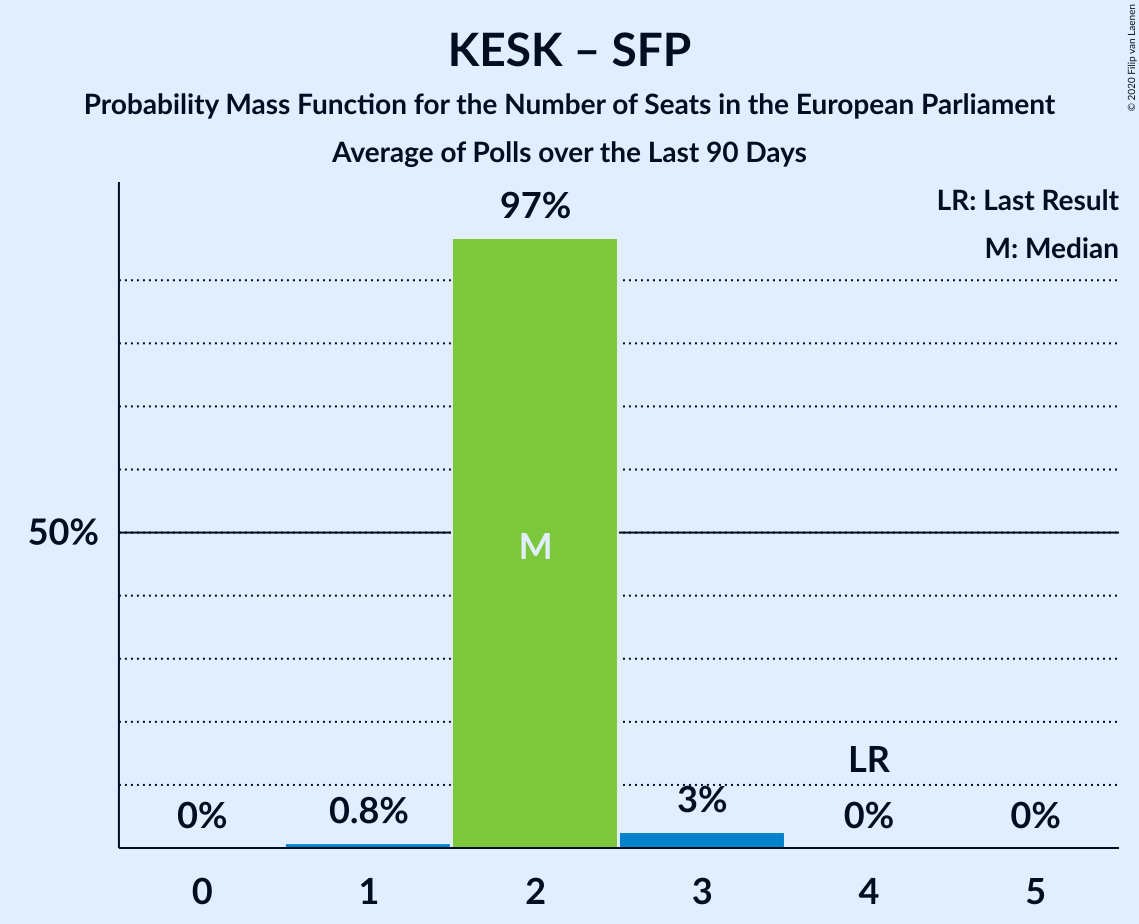 KESK – SFP
Probability Mass Function for the Number of Seats in the European Parliament
Average of Polls over the Last 90 Days
© 2020 Filip van Laenen
LR: Last Result
M: Median
97%
50%
M
LR
0%
0.8%
3%
0%
0%
0 1 2 3 4 5